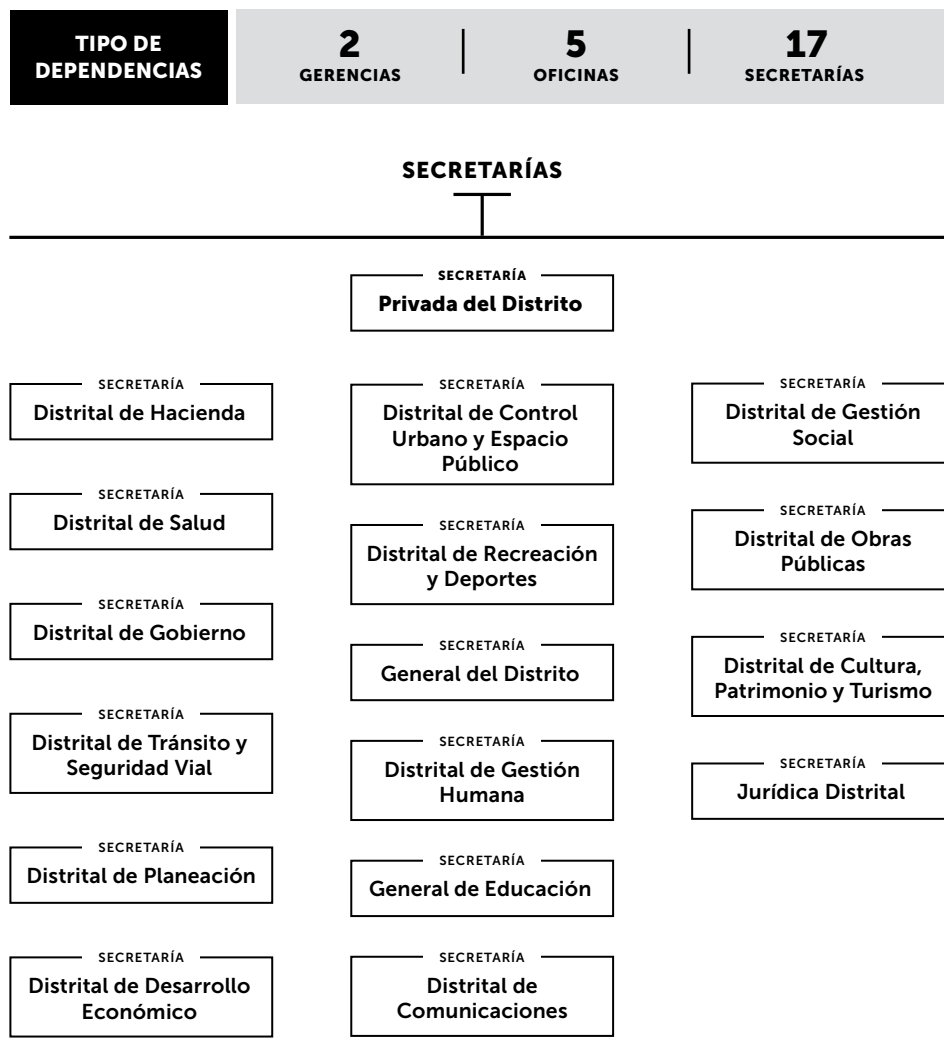 TIPO DE
DEPENDENCIAS
2
GERENCIAS
5
OFICINAS
17
SECRETARÍAS
SECRETARÍAS
SECRETARÍA
Privada del Distrito
SECRETARÍA
Distrital de Hacienda
SECRETARÍA
Distrital de Salud
SECRETARÍA
Distrital de Gobierno
SECRETARÍA
Distrital de Tránsito y
Seguridad Vial
SECRETARÍA
Distrital de Planeación
SECRETARÍA
Distrital de Desarrollo
Económico
SECRETARÍA
Distrital de Control
Urbano y Espacio
Público
SECRETARÍA
Distrital de Recreación
y Deportes
SECRETARÍA
General del Distrito
SECRETARÍA
Distrital de Gestión
Humana
SECRETARÍA
General de Educación
SECRETARÍA
Distrital de
Comunicaciones
SECRETARÍA
Distrital de Gestión
Social
SECRETARÍA
Distrital de Obras
Públicas
SECRETARÍA
Distrital de Cultura,
Patrimonio y Turismo
SECRETARÍA
Jurídica Distrital